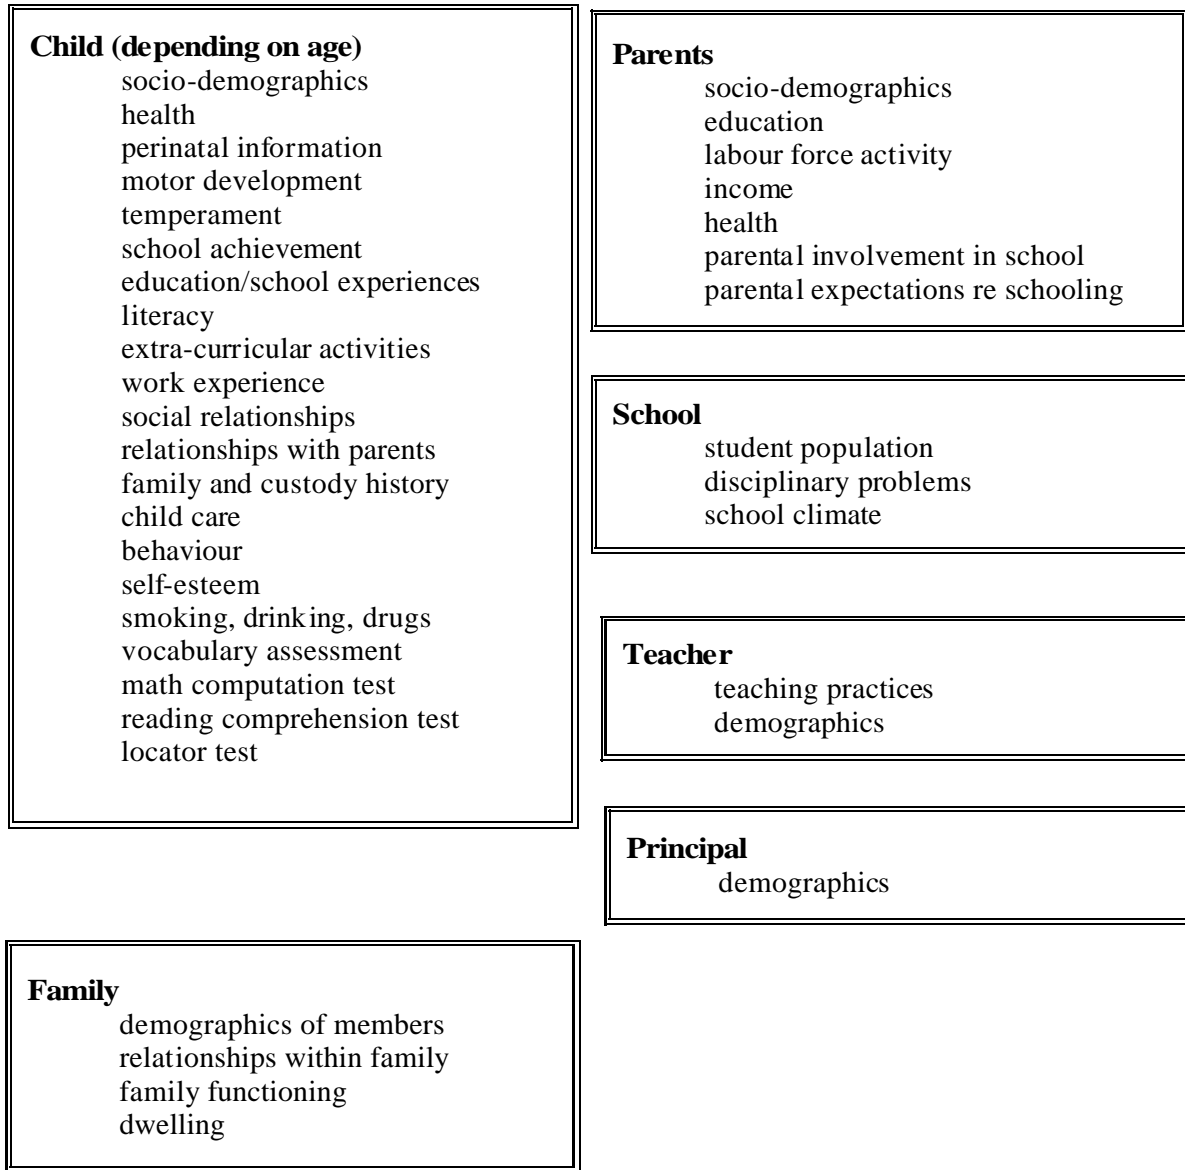 Child (depending on age)
socio-demographics
health
perinatal information
motor development
temperament
school achievement
education/school experiences
literacy
extra-curricular activities
work experience
social relationships
relationships with parents
family and custody history
child care
behaviour
self-esteem
smoking, drinking, drugs
vocabulary assessment
math computation test
reading comprehension test
locator test
Parents
socio-demographics
education
labour force activity
income
health
parental involvement in school
parental expectations re schooling
School
student population
disciplinary problems
school climate
Teacher
teaching practices
demographics
Principal
demographics
Family
demographics of members
relationships within family
family functioning
dwelling